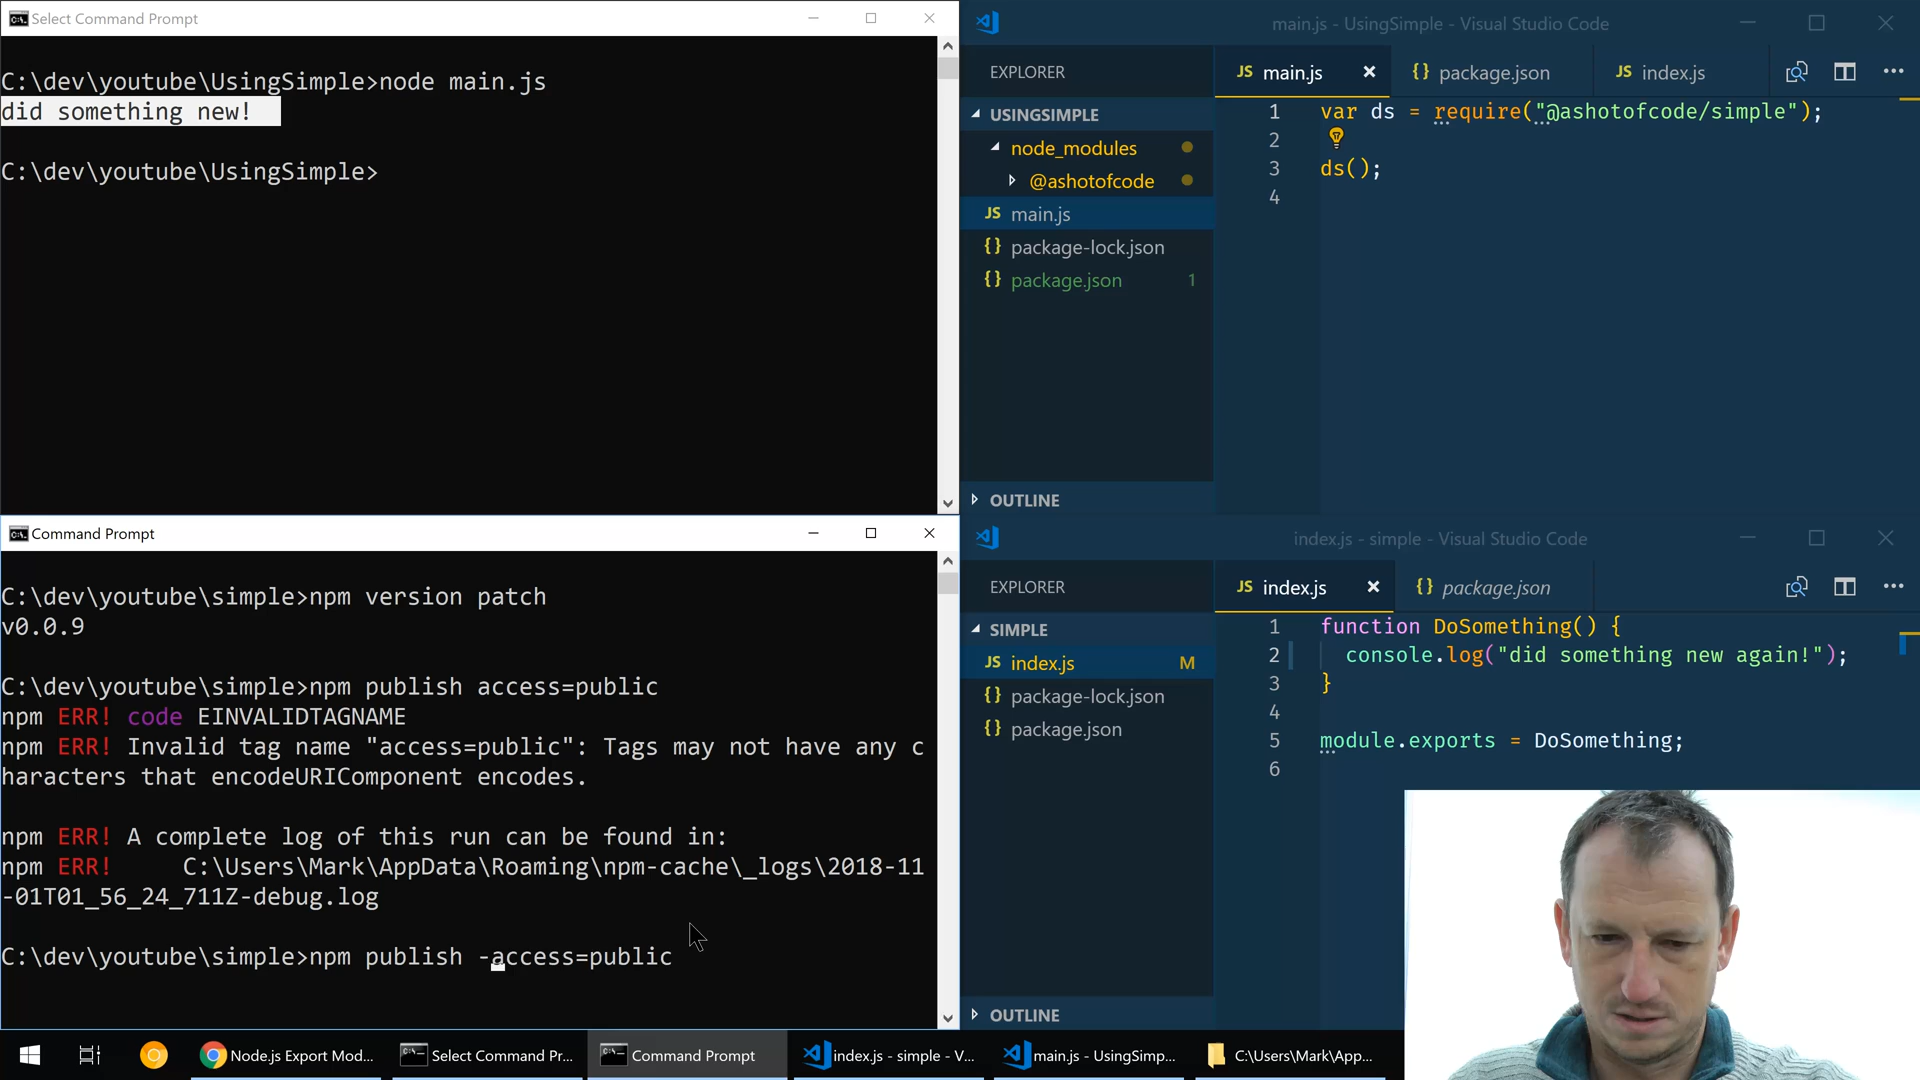 Select Command Prompt
C:\dev\youtube\UsingSimple>node main.js
did something new!
C:\dev\youtube\UsingSimple>
main.js - UsingSimple - Visual Studio Code
EXPLORER
JS main.js
{} package.json
JS index.js
USINGSIMPLE
node_modules
@ashotofcode
JS main.js
{} package-lock.json
{} package.json 1
OUTLINE
1 var ds = require("@ashotofcode/simple");
2
3 ds();
4
Command Prompt
C:\dev\youtube\simple>npm version patch
v0.0.9
C:\dev\youtube\simple>npm publish access=public
npm ERR! code EINVALIDTAGNAME
npm ERR! Invalid tag name "access=public": Tags may not have any c
haracters that encodeURIComponent encodes.
npm ERR! A complete log of this run can be found in:
npm ERR!     C:\Users\Mark\AppData\Roaming\npm-cache\_logs\2018-11
-01T01_56_24_711Z-debug.log
C:\dev\youtube\simple>npm publish -access=public
index.js - simple - Visual Studio Code
EXPLORER
JS index.js
{} package.json
SIMPLE
JS index.js M
{} package-lock.json
{} package.json
OUTLINE
1 function DoSomething() {
2   console.log("did something new again!");
3 }
4
5 module.exports = DoSomething;
6
Node.js Export Mod...
Select Command Pr...
Command Prompt
index.js - simple - V...
main.js - UsingSimp...
C:\Users\Mark\App...